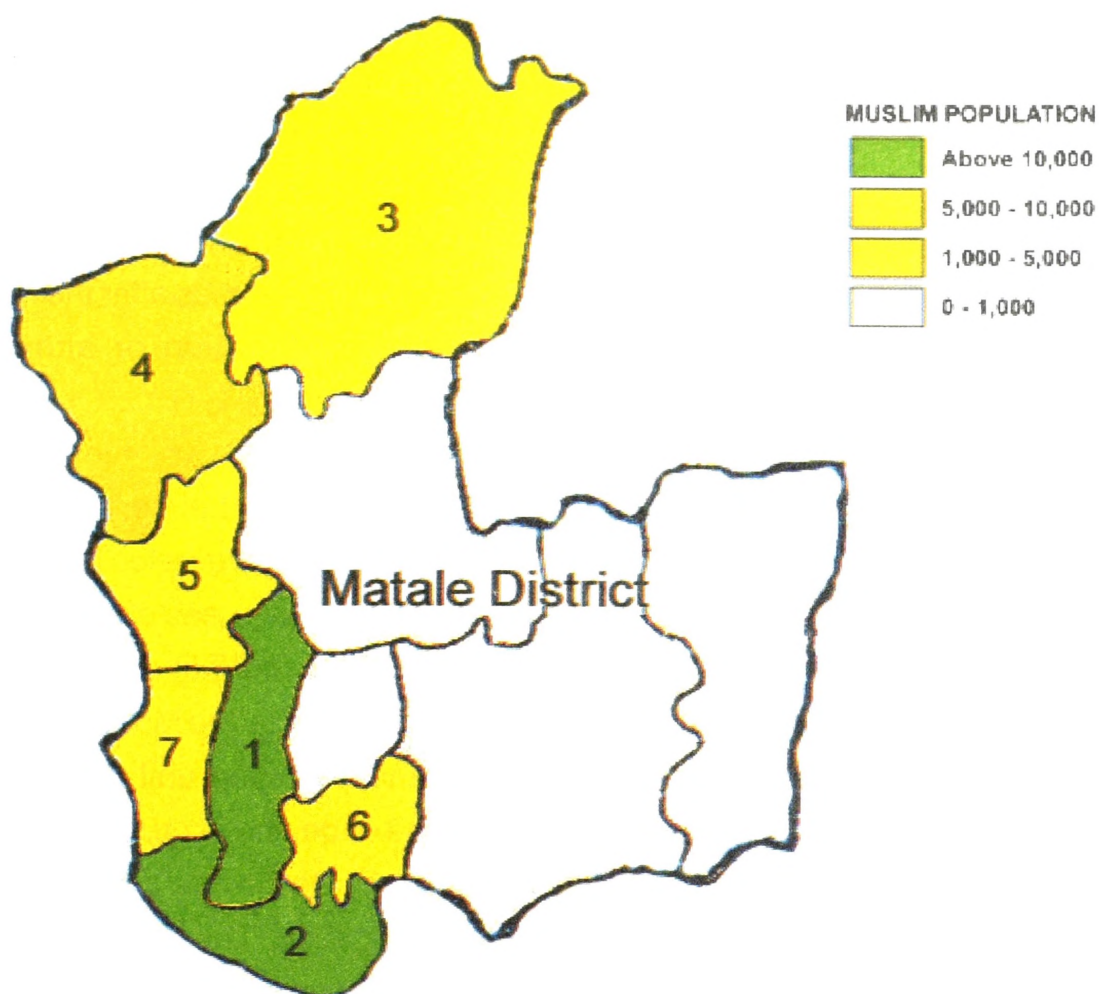 MUSLIM POPULATION
Above 10,000
5,000 - 10,000
1,000 - 5,000
0 - 1,000
3
4
5
Matale District
7
1
6
2